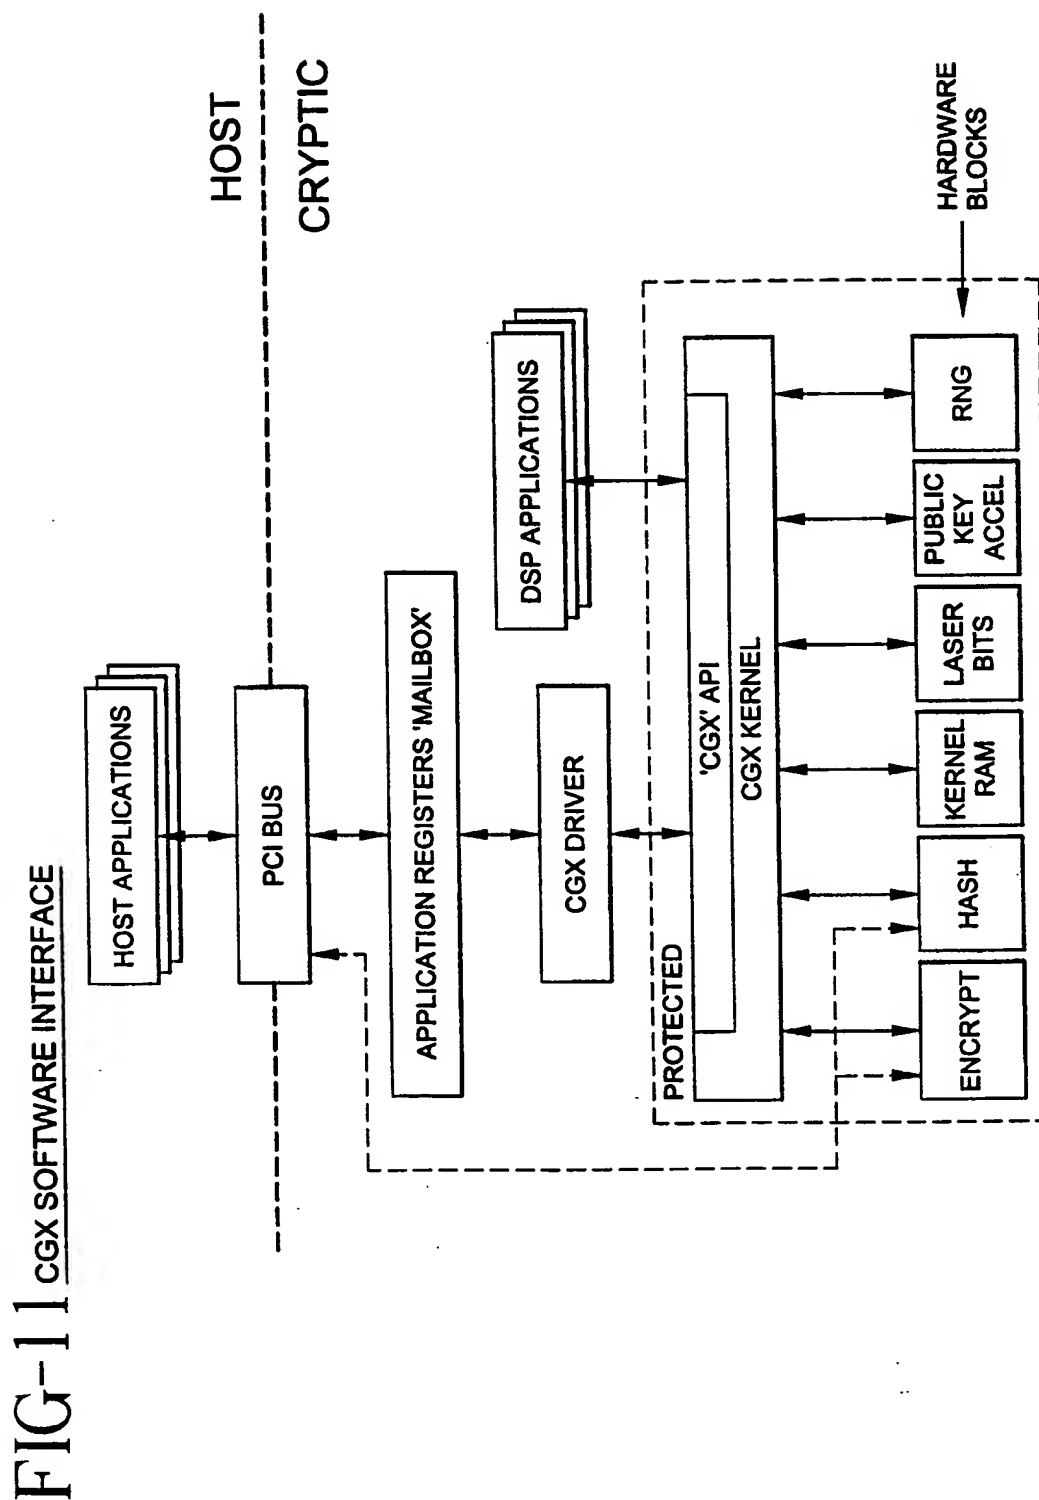 FIG-11 CGX SOFTWARE INTERFACE
HOST APPLICATIONS
HOST
PCI BUS
CRYPTIC
APPLICATION REGISTERS 'MAILBOX'
DSP APPLICATIONS
CGX DRIVER
PROTECTED
'CGX' API
CGX KERNEL
ENCRYPT
HASH
KERNEL
RAM
LASER
BITS
PUBLIC
KEY
ACCEL
RNG
HARDWARE
BLOCKS